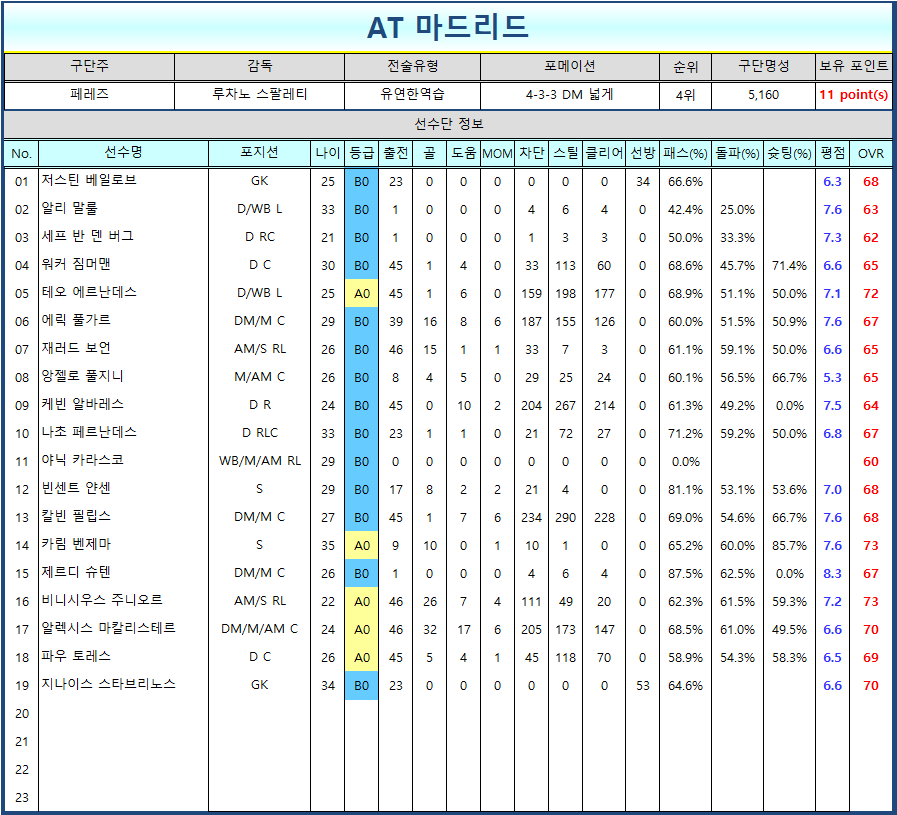 AT 마드리드
구단주 감독 전술유형 포메이션 순위 구단명성 보유 포인트
페레즈 루차노 스팔레티 유연한역습 4-3-3 DM 넓게 4위 5,160 11 point(s)
선수단 정보
No. 선수명 포지션 나이 등급 출전 골 도움 MOM 차단 스틸 클리어 선방 패스(%) 돌파(%) 슛팅(%) 평점 OVR
01 저스틴 베일로브 GK 25 B0 23 0 0 0 0 0 0 34 66.6% 6.3 68
02 알리 말룰 D/WB L 33 B0 1 0 0 0 4 6 4 0 42.4% 25.0% 7.6 63
03 세프 반 덴 버그 D RC 21 B0 1 0 0 0 1 3 3 0 50.0% 33.3% 7.3 62
04 워커 짐머맨 D C 30 B0 45 1 4 0 33 113 60 0 68.6% 45.7% 71.4% 6.6 65
05 테오 에르난데스 D/WB L 25 A0 45 1 6 0 159 198 177 0 68.9% 51.1% 50.0% 7.1 72
06 에릭 풀가르 DM/M C 29 B0 39 16 8 6 187 155 126 0 60.0% 51.5% 50.9% 7.6 67
07 재러드 보언 AM/S RL 26 B0 46 15 1 1 33 7 3 0 61.1% 59.1% 50.0% 6.6 65
08 앙젤로 풀지니 M/AM C 26 B0 8 4 5 0 29 25 24 0 60.1% 56.5% 66.7% 5.3 65
09 케빈 알바레스 D R 24 B0 45 0 10 2 204 267 214 0 61.3% 49.2% 0.0% 7.5 64
10 나초 페르난데스 D RLC 33 B0 23 1 1 0 21 72 27 0 71.2% 59.2% 50.0% 6.8 67
11 야닉 카라스코 WB/M/AM RL 29 B0 0 0 0 0 0 0 0 0 0.0% 60
12 빈센트 얀센 S 29 B0 17 8 2 2 21 4 0 0 81.1% 53.1% 53.6% 7.0 68
13 칼빈 필립스 DM/M C 27 B0 45 1 7 6 234 290 228 0 69.0% 54.6% 66.7% 7.6 68
14 카림 벤제마 S 35 A0 9 10 0 1 10 1 0 0 65.2% 60.0% 85.7% 7.6 73
15 제르디 슈텐 DM/M C 26 B0 1 0 0 0 4 6 4 0 87.5% 62.5% 0.0% 8.3 67
16 비니시우스 주니오르 AM/S RL 22 A0 46 26 7 4 111 49 20 0 62.3% 61.5% 59.3% 7.2 73
17 알렉시스 마칼리스테르 DM/M/AM C 24 A0 46 32 17 6 205 173 147 0 68.5% 61.0% 49.5% 6.6 70
18 파우 토레스 D C 26 A0 45 5 4 1 45 118 70 0 58.9% 54.3% 58.3% 6.5 69
19 지나이스 스타브리노스 GK 34 B0 23 0 0 0 0 0 0 53 64.6% 6.6 70
20
21
22
23